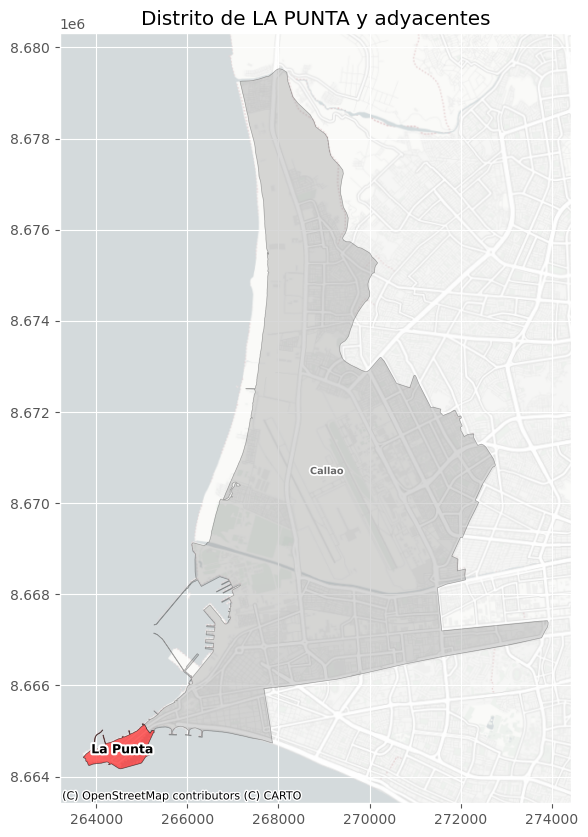 Distrito de LA PUNTA y adyacentes
1e6
8.680
8.678
8.676
8.674
8.672
8.670
8.668
8.666
8.664
Callao
La Punta
(C) OpenStreetMap contributors (C) CARTO
264000 266000 268000 270000 272000 274000